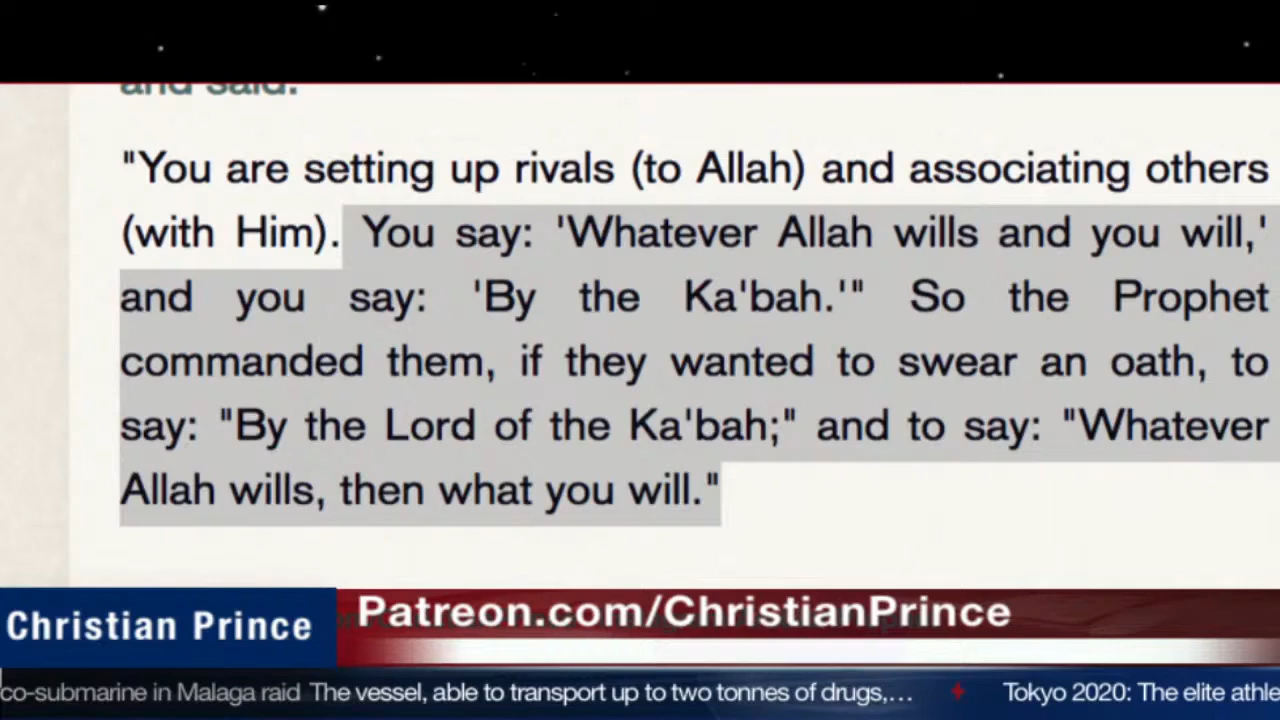 and said:
"You are setting up rivals (to Allah) and associating others
(with Him). You say: 'Whatever Allah wills and you will,'
and you say: 'By the Ka'bah.'" So the Prophet
commanded them, if they wanted to swear an oath, to
say: "By the Lord of the Ka'bah;" and to say: "Whatever
Allah wills, then what you will."
Christian Prince
Patreon.com/ChristianPrince
co-submarine in Malaga raid The vessel, able to transport up to two tonnes of drugs,... Tokyo 2020: The elite athle